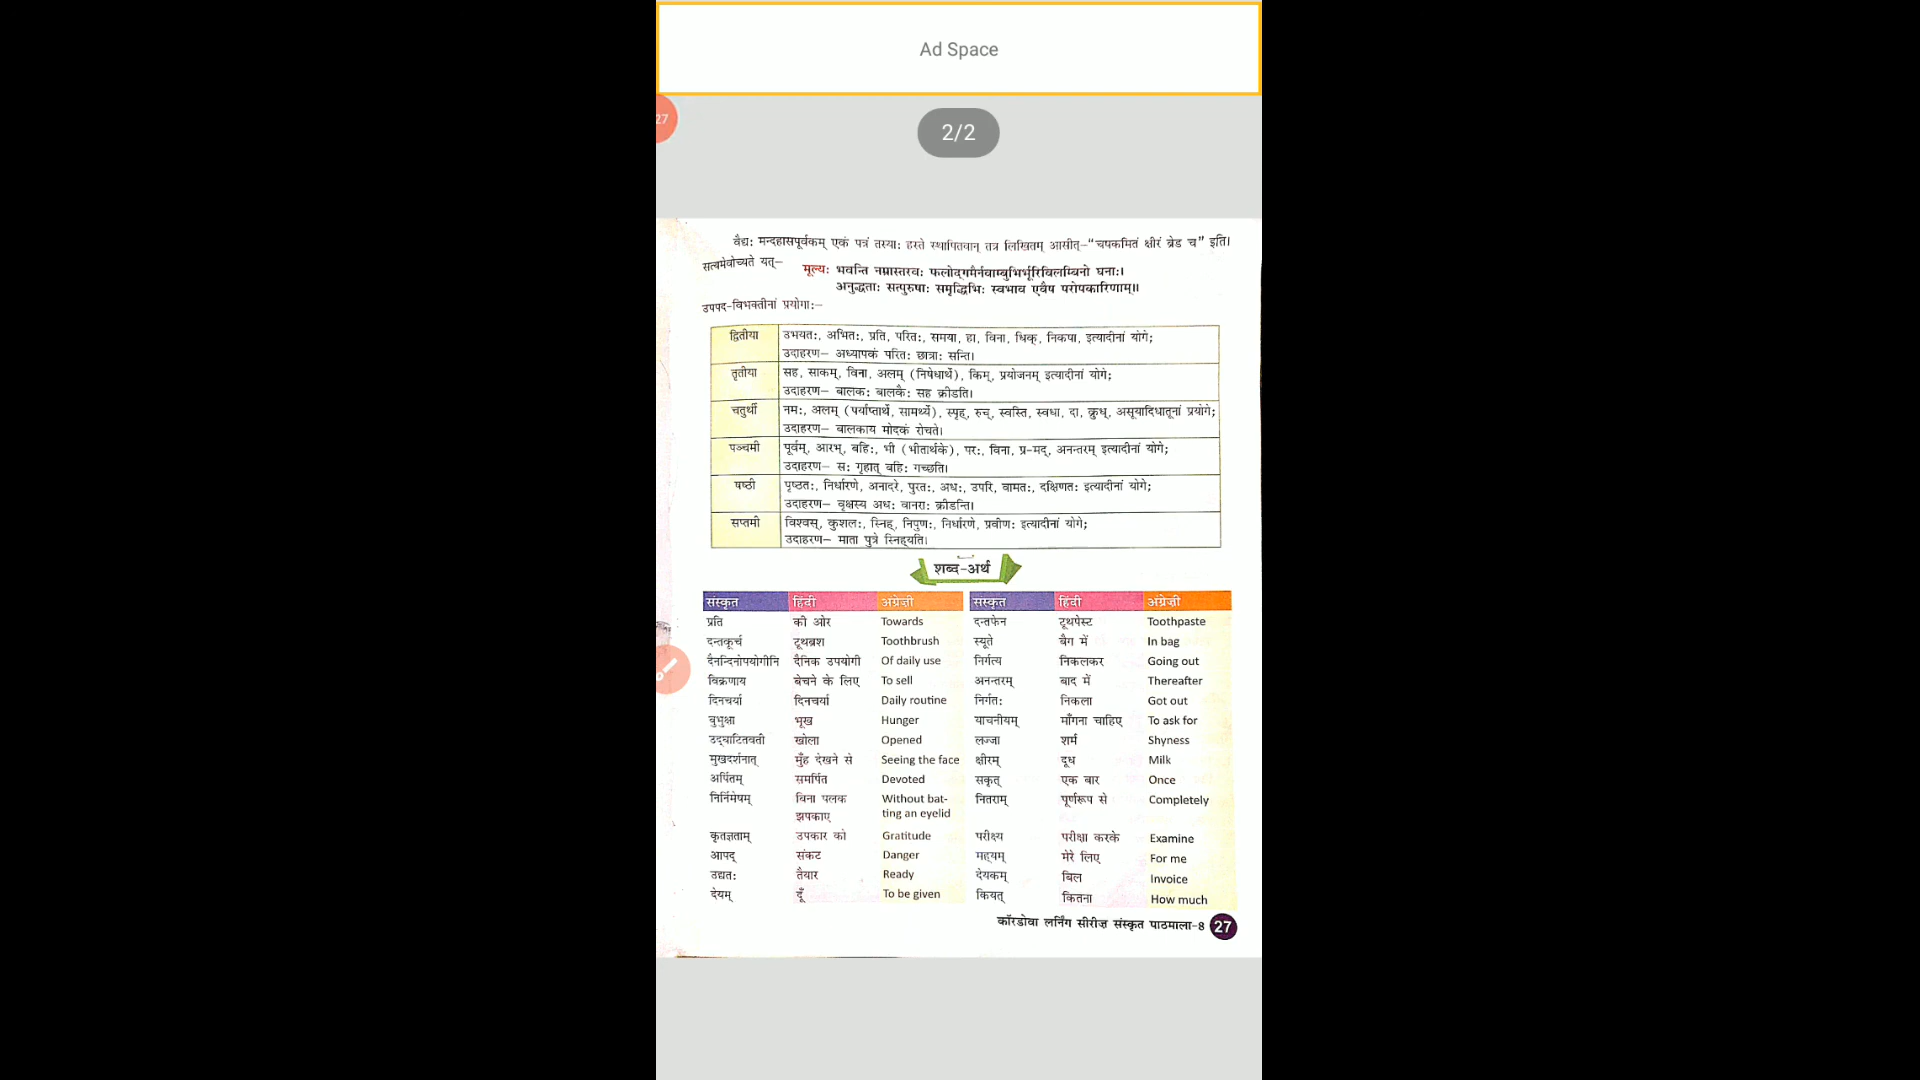 Ad Space
27
2/2
वैद्यः मन्दहासपूर्वकम् एकं पत्रं तस्याः हस्ते स्थापितवान् तत्र लिखितम् आसीत्–“चषकमितं क्षीरं ब्रेड च” इति।
सत्यमेवोच्यते यत्–
मूल्यः भवन्ति नम्रास्तरवः फलोद्गमैर्नवाम्बुभिर्भूरिविलम्बिनो घनाः।
अनुद्धताः सत्पुरुषाः समृद्धिभिः स्वभाव एवैष परोपकारिणाम्॥
उपपद-विभक्तीनां प्रयोगाः–
द्वितीया उभयतः, अभितः, प्रति, परितः, समया, हा, विना, धिक्, निकषा, इत्यादीनां योगे;
उदाहरण– अध्यापकं परितः छात्राः सन्ति।
तृतीया सह, साकम्, विना, अलम् (निषेधार्थे), किम्, प्रयोजनम् इत्यादीनां योगे;
उदाहरण– बालकः बालकैः सह क्रीडति।
चतुर्थी नमः, अलम् (पर्याप्तार्थे, सामर्थ्ये), स्पृह्, रुच्, स्वस्ति, स्वधा, दा, क्रुध्, असूयादिधातूनां प्रयोगे;
उदाहरण– बालकाय मोदकं रोचते।
पञ्चमी पूर्वम्, आरभ्, बहिः, भी (भीतार्थके), परः, विना, प्र-मद्, अनन्तरम् इत्यादीनां योगे;
उदाहरण– सः गृहात् बहिः गच्छति।
षष्ठी पृष्ठतः, निर्धारणे, अनादरे, पुरतः, अधः, उपरि, वामतः, दक्षिणतः इत्यादीनां योगे;
उदाहरण– वृक्षस्य अधः वानराः क्रीडन्ति।
सप्तमी विश्वस्, कुशलः, स्निह्, निपुणः, निर्धारणे, प्रवीणः इत्यादीनां योगे;
उदाहरण– माता पुत्रे स्निह्यति।
शब्द-अर्थ
संस्कृत हिंदी अंग्रेज़ी संस्कृत हिंदी अंग्रेज़ी
प्रति की ओर Towards दन्तफेन टूथपेस्ट Toothpaste
दन्तकूर्च टूथब्रश Toothbrush स्यूते बैग में In bag
दैनन्दिनोपयोगीनि दैनिक उपयोगी Of daily use निर्गत्य निकलकर Going out
विक्रणाय बेचने के लिए To sell अनन्तरम् बाद में Thereafter
दिनचर्या दिनचर्या Daily routine निर्गतः निकला Got out
बुभुक्षा भूख Hunger याचनीयम् माँगना चाहिए To ask for
उद्घाटितवती खोला Opened लज्जा शर्म Shyness
मुखदर्शनात् मुँह देखने से Seeing the face क्षीरम् दूध Milk
अर्पितम् समर्पित Devoted सकृत् एक बार Once
निर्निमेषम् बिना पलक Without bat- नितराम् पूर्णरूप से Completely
झपकाए ting an eyelid
कृतज्ञताम् उपकार को Gratitude परीक्ष्य परीक्षा करके Examine
आपद् संकट Danger मह्यम् मेरे लिए For me
उद्यतः तैयार Ready देयकम् बिल Invoice
देयम् दूँ To be given कियत् कितना How much
कॉरडोवा लर्निंग सीरीज़ संस्कृत पाठमाला-8 27